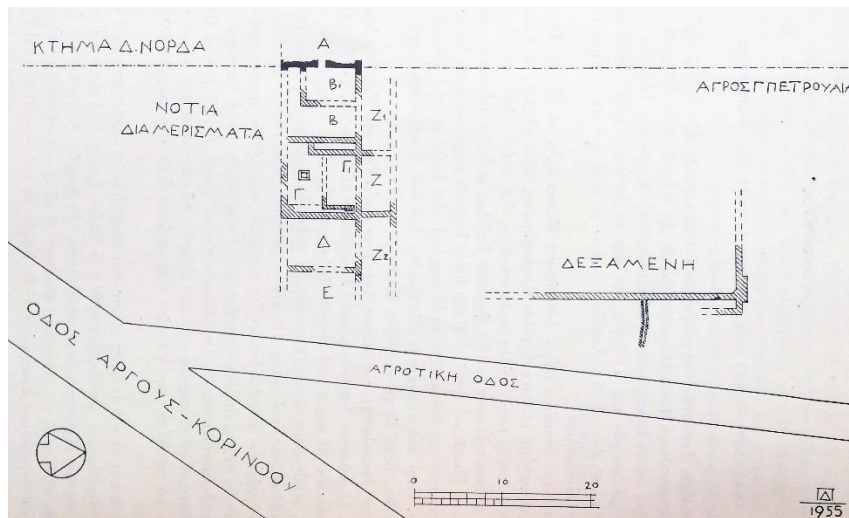 ΚΤΗΜΑ Δ.ΝΟΡΔΑ
Α
ΑΓΡΟΣ Γ ΠΕΤΡΟΥΛΙΑ
ΝΟΤΙΑ
ΔΙΑΜΕΡΙΣΜΑΤΑ
Β₁
Β
Ζ₁
Γ₁
Γ
Ζ
Δ
Ζ₂
Ε
ΔΕΞΑΜΕΝΗ
ΟΔΟΣ ΑΡΓΟΥΣ-ΚΟΡΙΝΘΟΥ
ΑΓΡΟΤΙΚΗ ΟΔΟΣ
0 10 20
Δ
1955